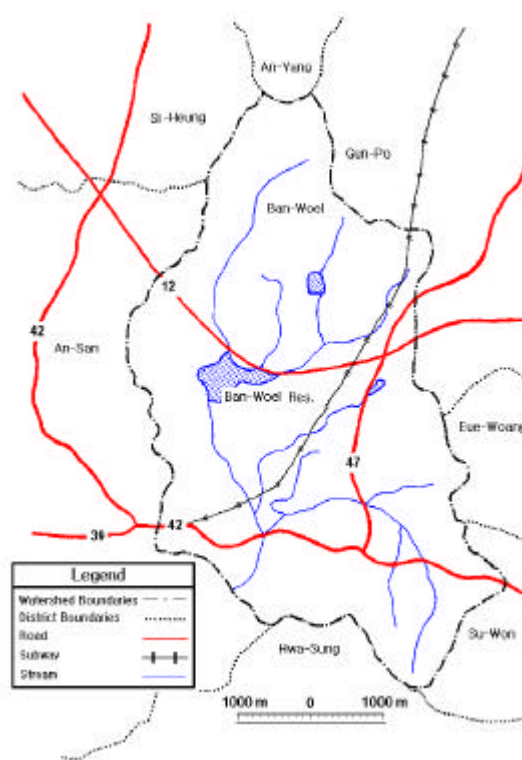 An-Yang
Si-Heung
Gun-Po
Ban-Woel
12
42
An-San
Ban-Woel Res.
Eue-Woang
47
42
39
Legend
Watershed Boundaries
District Boundaries
Road
Subway
Stream
Su-Won
Hwa-Sung
1000 m 0 1000 m